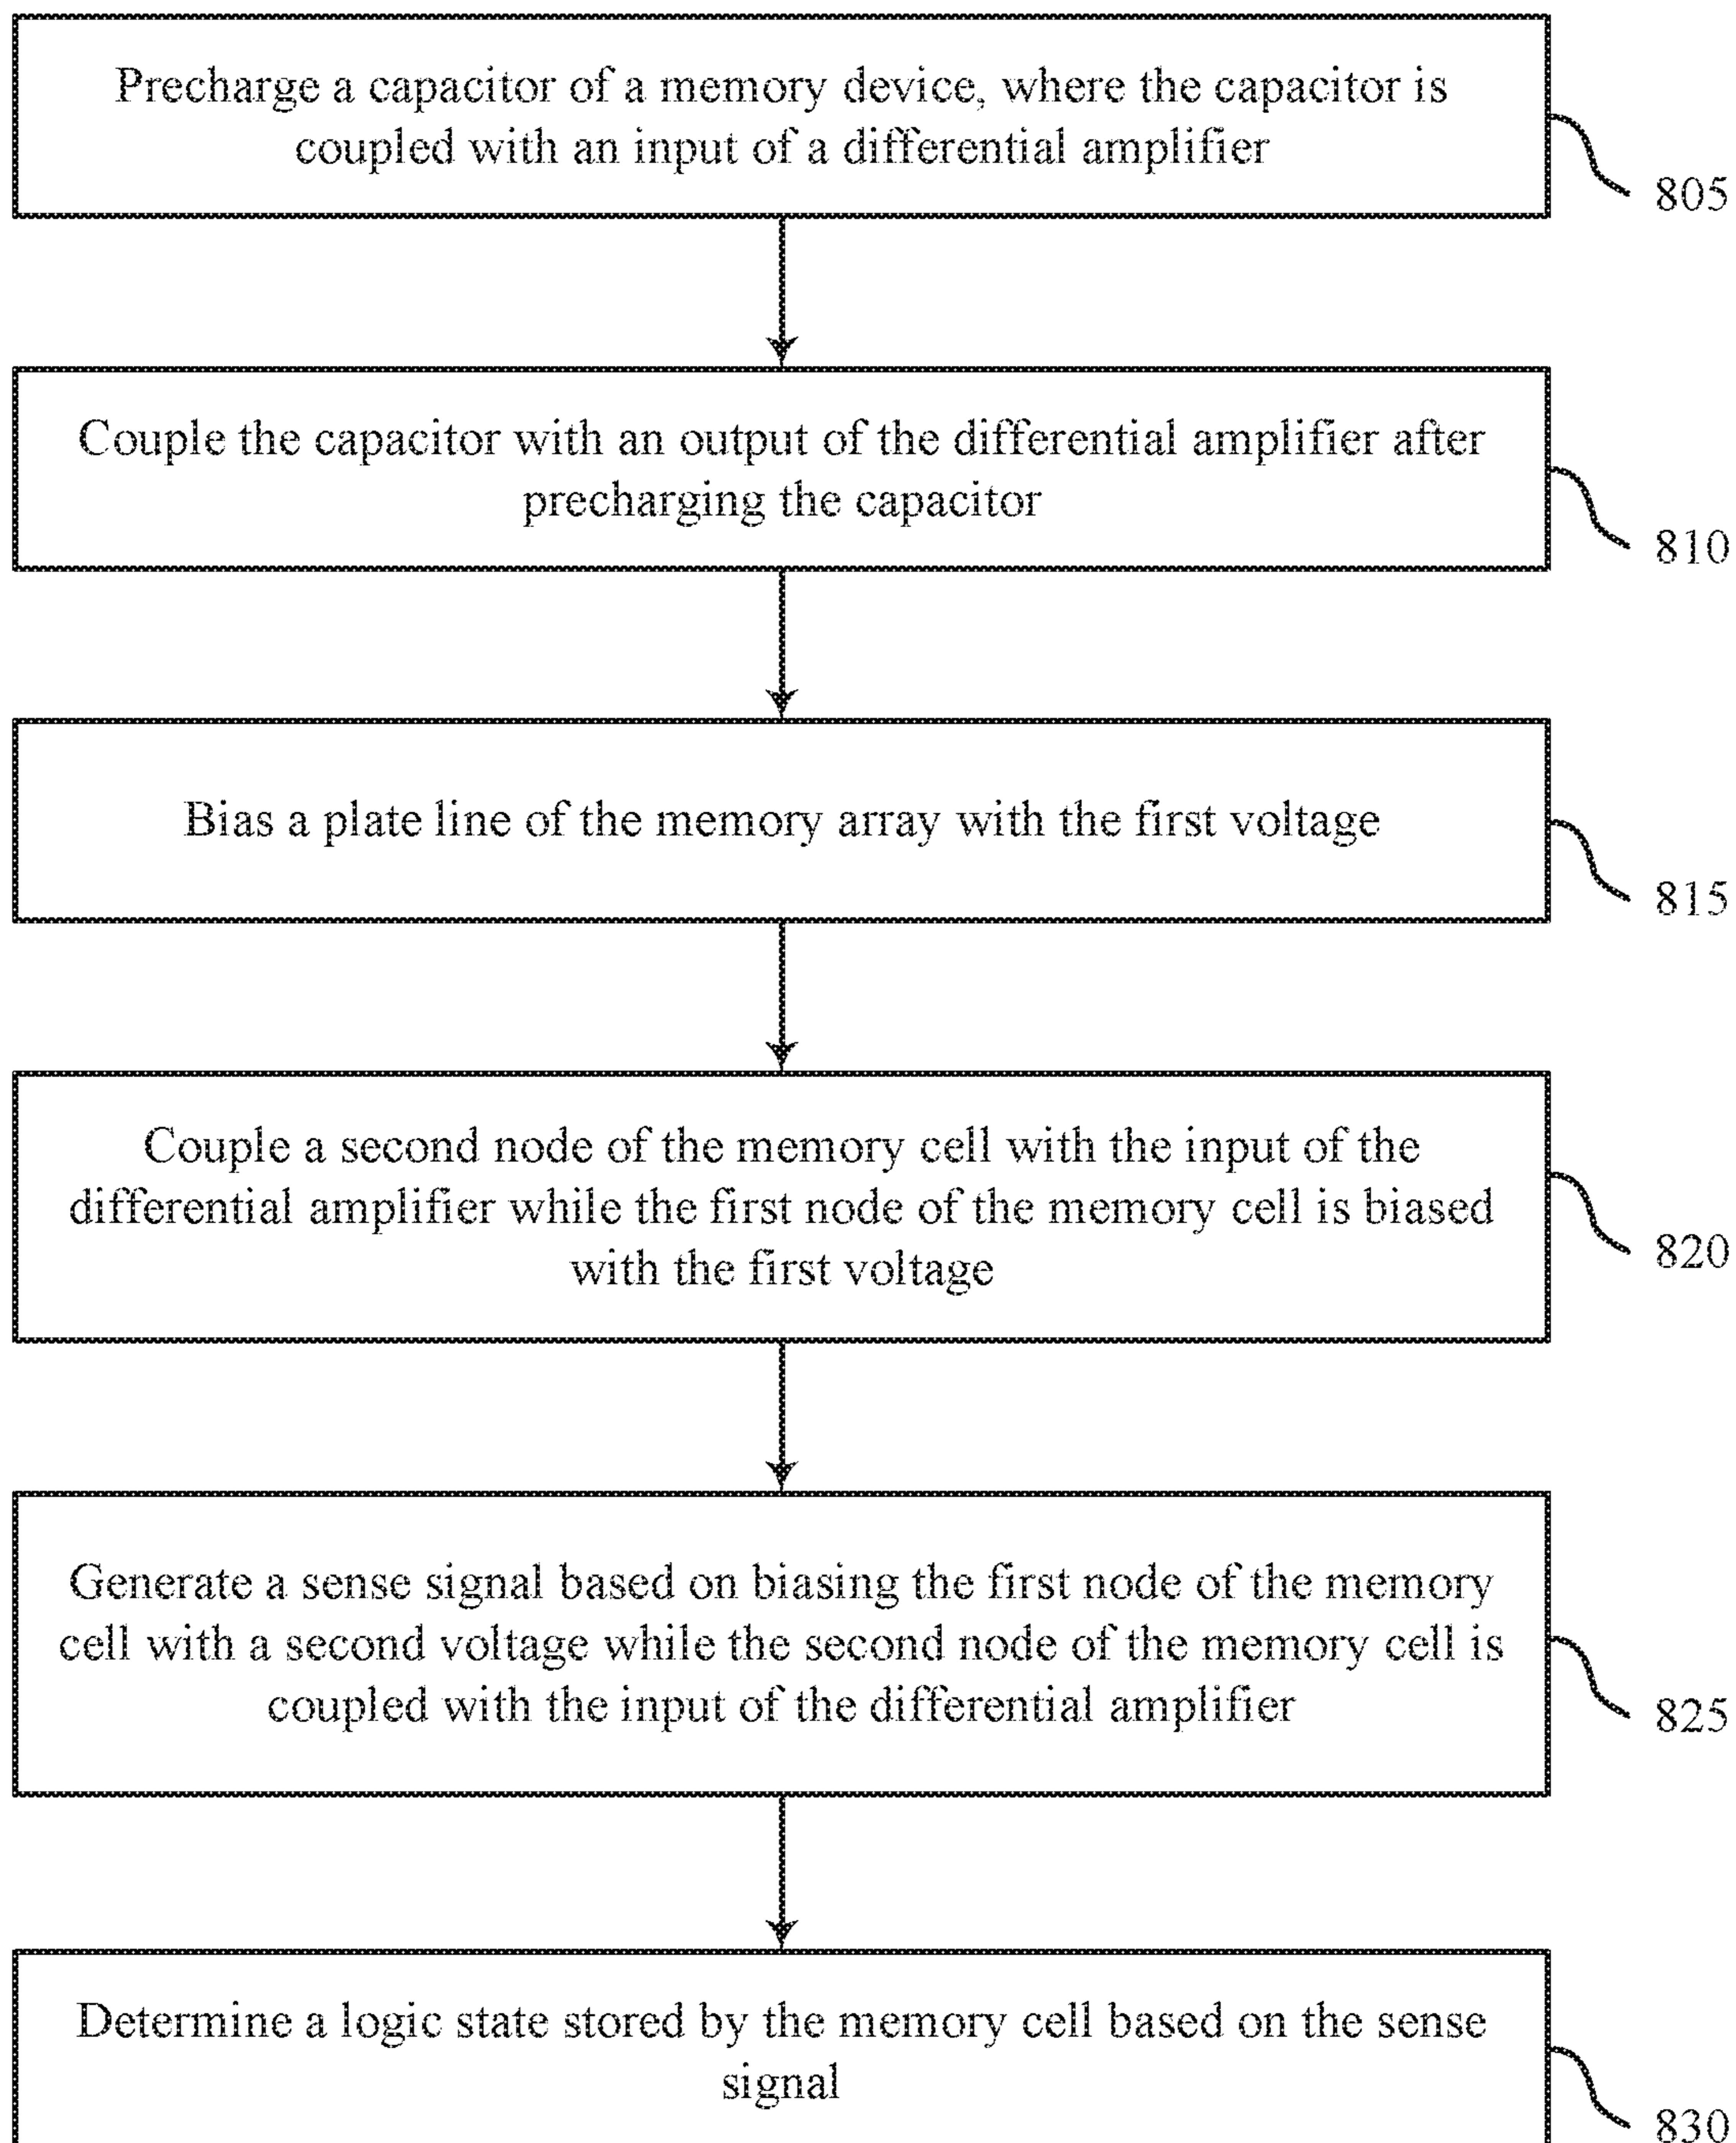 Precharge a capacitor of a memory device, where the capacitor is
coupled with an input of a differential amplifier
805
Couple the capacitor with an output of the differential amplifier after
precharging the capacitor
810
Bias a plate line of the memory array with the first voltage
815
Couple a second node of the memory cell with the input of the
differential amplifier while the first node of the memory cell is biased
with the first voltage
820
Generate a sense signal based on biasing the first node of the memory
cell with a second voltage while the second node of the memory cell is
coupled with the input of the differential amplifier
825
Determine a logic state stored by the memory cell based on the sense
signal
830